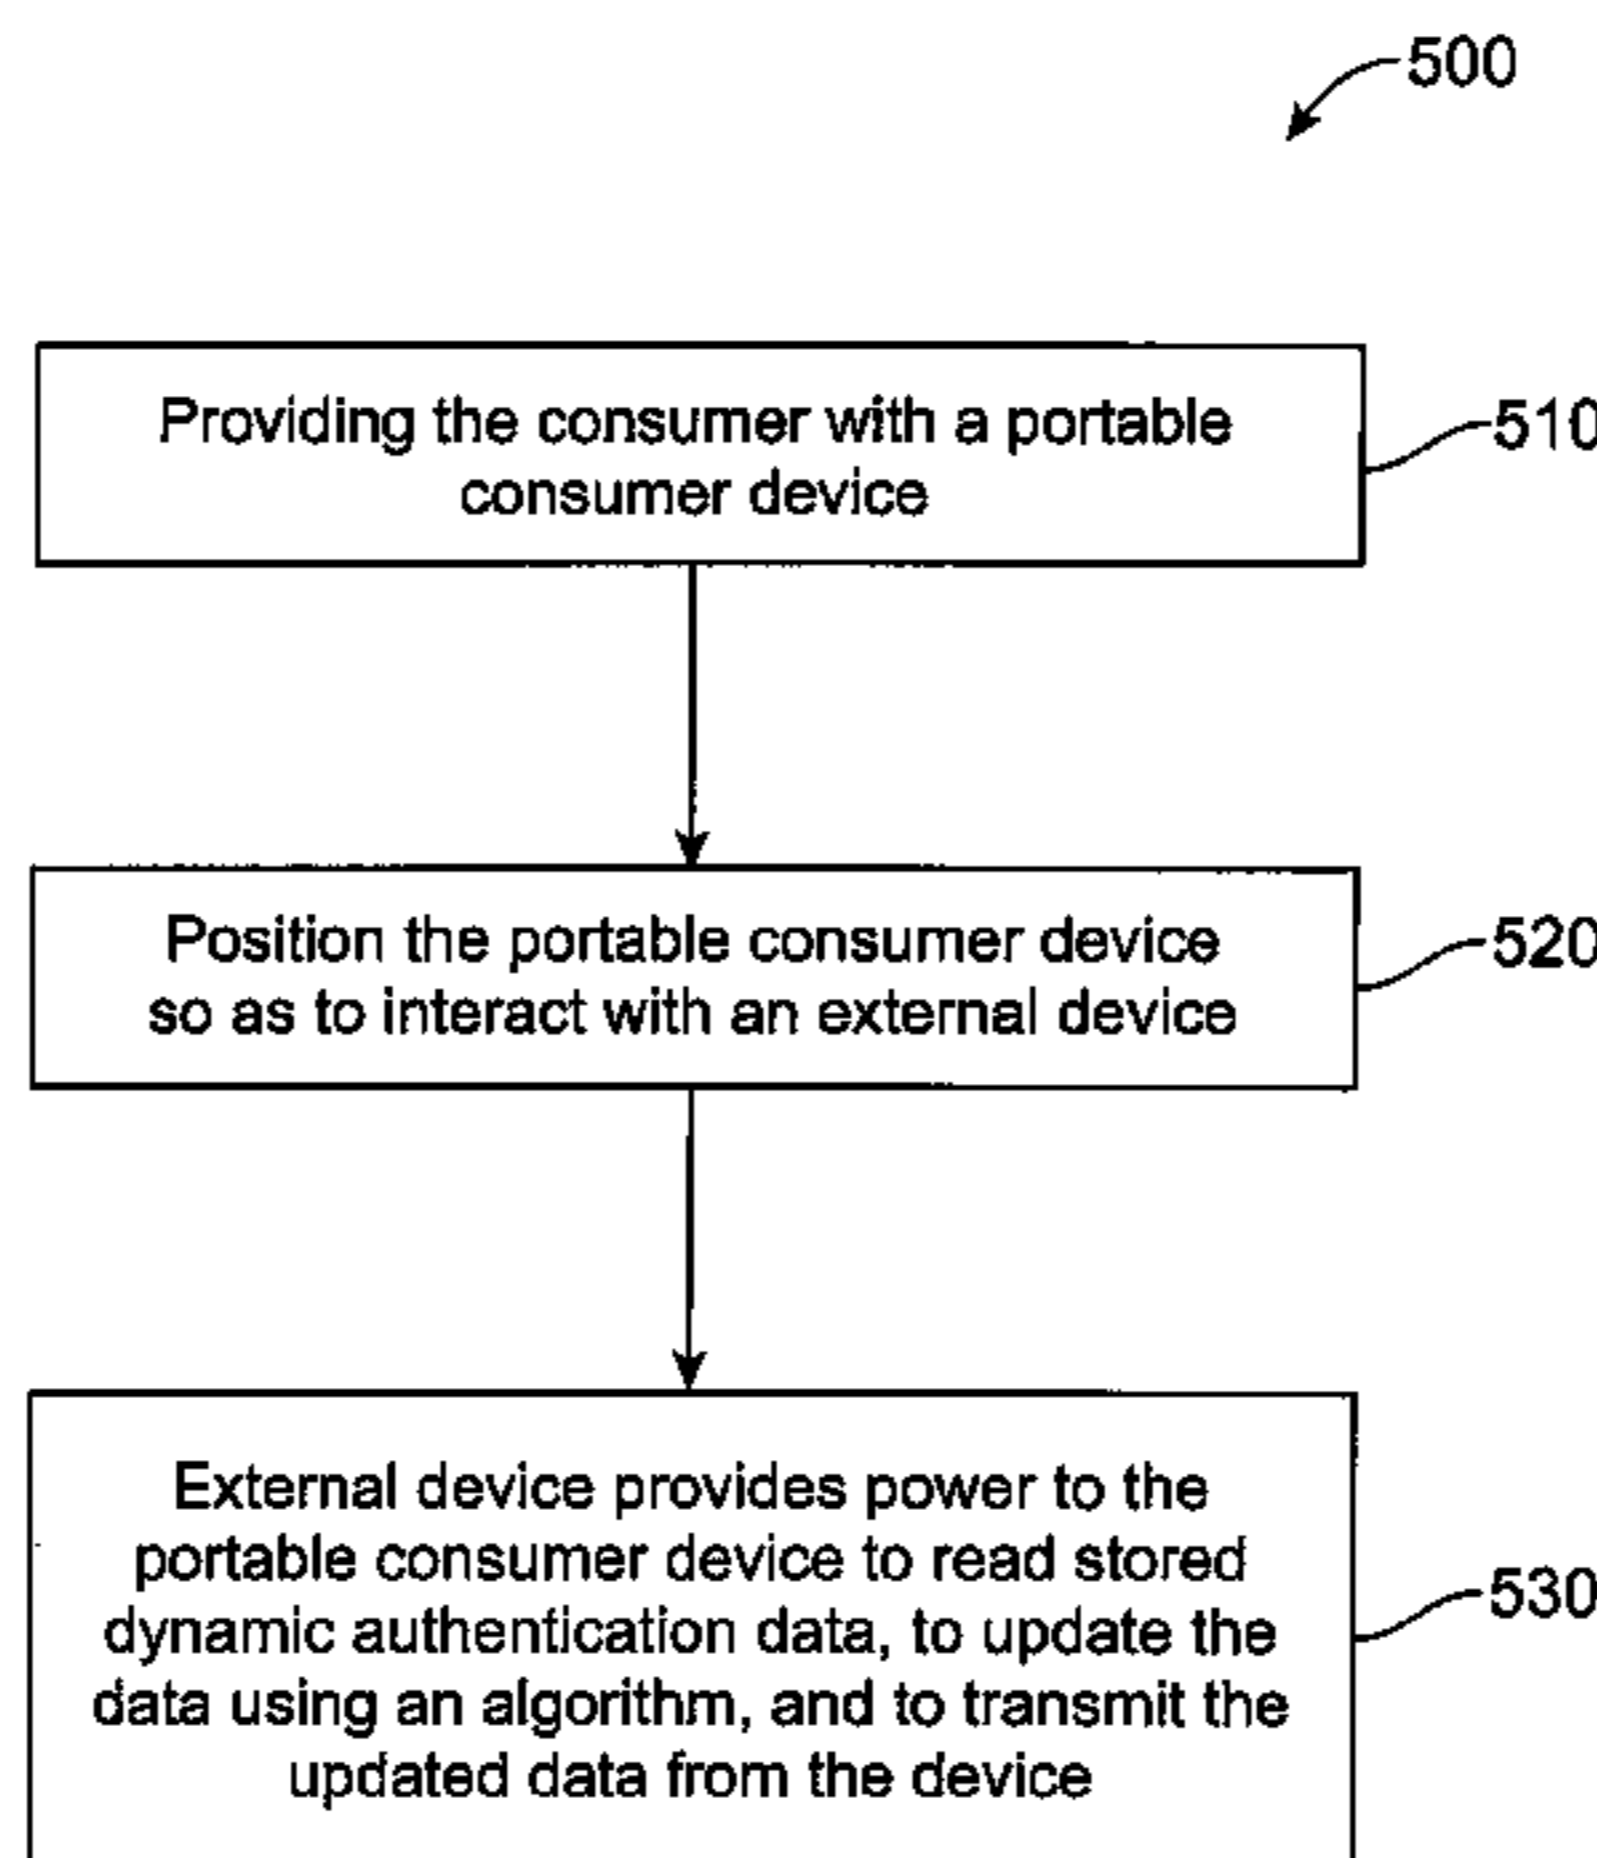 500
Providing the consumer with a portable
consumer device
510
Position the portable consumer device
so as to interact with an external device
520
External device provides power to the
portable consumer device to read stored
dynamic authentication data, to update the
data using an algorithm, and to transmit the
updated data from the device
530